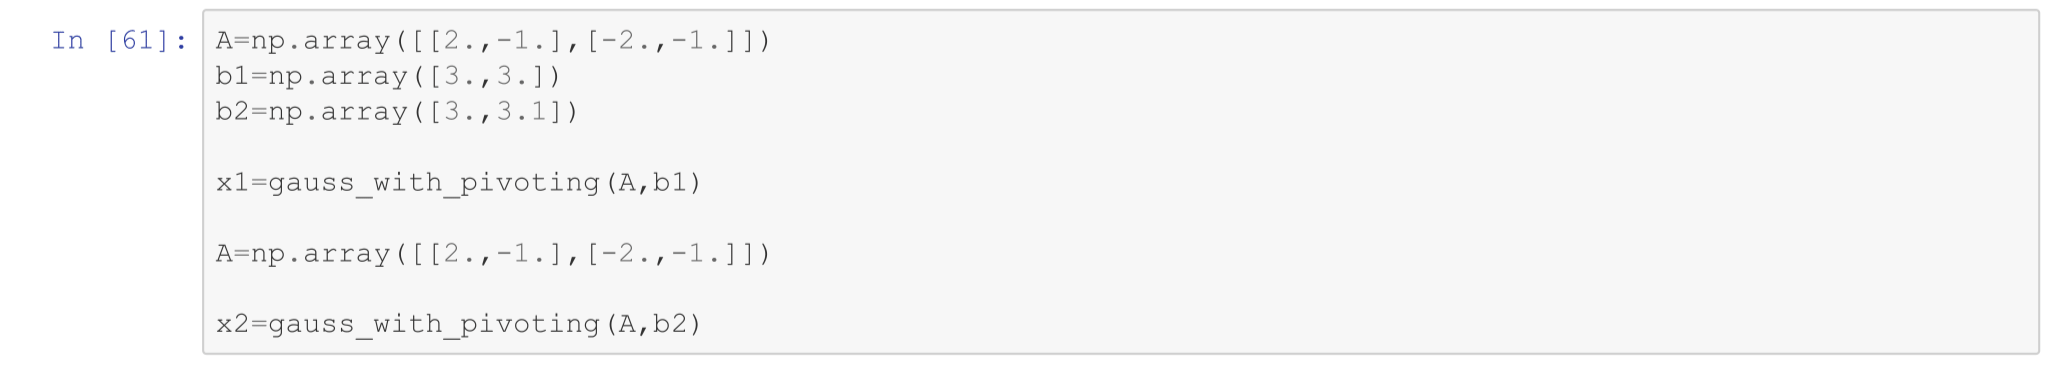 In [61]: A=np.array([[2.,-1.],[-2.,-1.]])
b1=np.array([3.,3.])
b2=np.array([3.,3.1])
x1=gauss_with_pivoting(A,b1)
A=np.array([[2.,-1.],[-2.,-1.]])
x2=gauss_with_pivoting(A,b2)